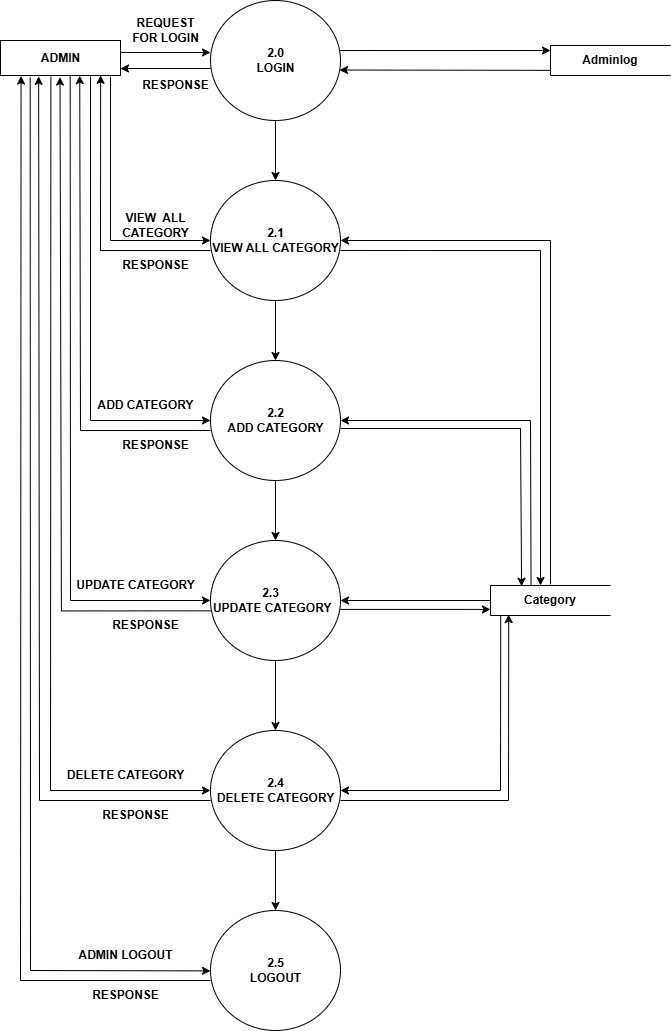 REQUEST
FOR LOGIN
ADMIN
2.0
LOGIN
Adminlog
RESPONSE
VIEW ALL
CATEGORY
2.1
VIEW ALL CATEGORY
RESPONSE
ADD CATEGORY
2.2
ADD CATEGORY
RESPONSE
UPDATE CATEGORY
2.3
UPDATE CATEGORY
Category
RESPONSE
DELETE CATEGORY
2.4
DELETE CATEGORY
RESPONSE
ADMIN LOGOUT
2.5
LOGOUT
RESPONSE